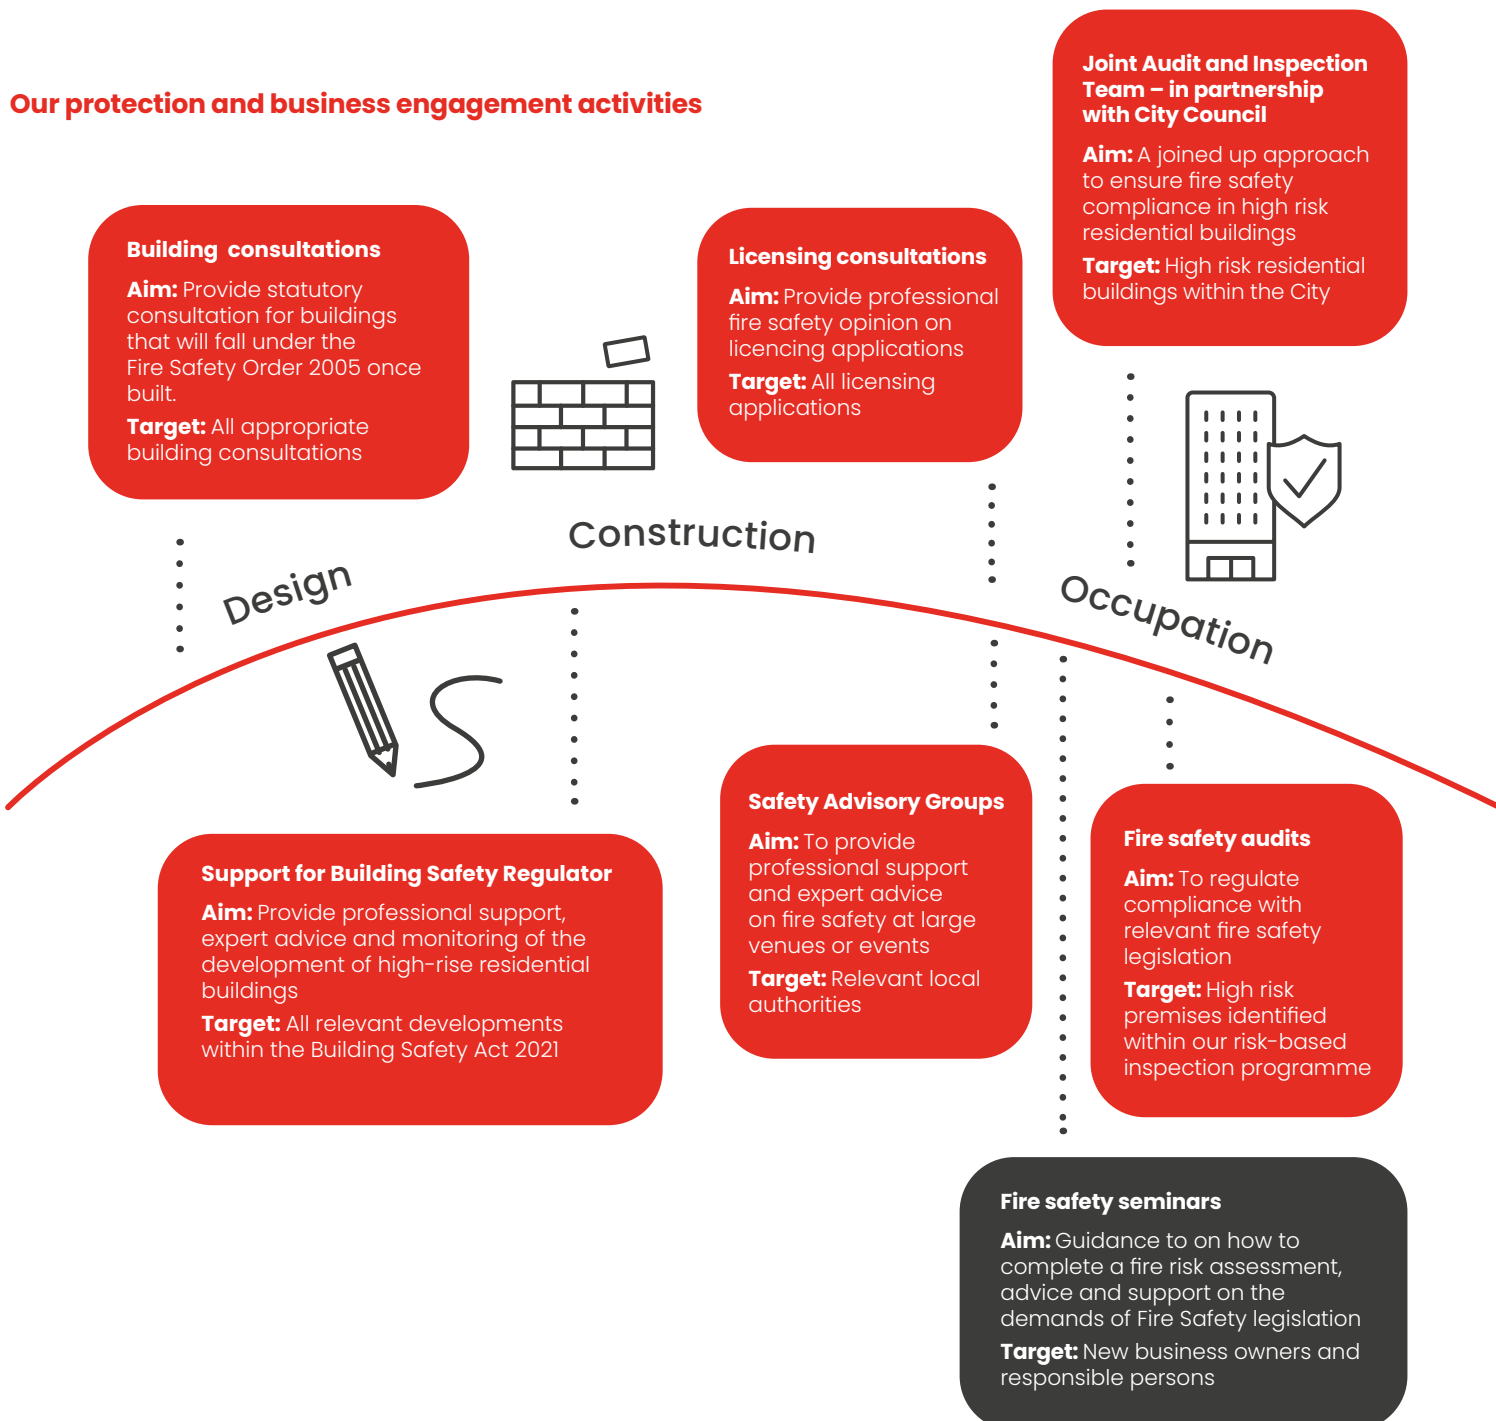 Our protection and business engagement activities
Building consultations
Aim: Provide statutory
consultation for buildings
that will fall under the
Fire Safety Order 2005 once
built.
Target: All appropriate
building consultations
Licensing consultations
Aim: Provide professional
fire safety opinion on
licencing applications
Target: All licensing
applications
Joint Audit and Inspection
Team – in partnership
with City Council
Aim: A joined up approach
to ensure fire safety
compliance in high risk
residential buildings
Target: High risk residential
buildings within the City
Design
Construction
Occupation
Support for Building Safety Regulator
Aim: Provide professional support,
expert advice and monitoring of the
development of high-rise residential
buildings
Target: All relevant developments
within the Building Safety Act 2021
Safety Advisory Groups
Aim: To provide
professional support
and expert advice
on fire safety at large
venues or events
Target: Relevant local
authorities
Fire safety audits
Aim: To regulate
compliance with
relevant fire safety
legislation
Target: High risk
premises identified
within our risk-based
inspection programme
Fire safety seminars
Aim: Guidance to on how to
complete a fire risk assessment,
advice and support on the
demands of Fire Safety legislation
Target: New business owners and
responsible persons